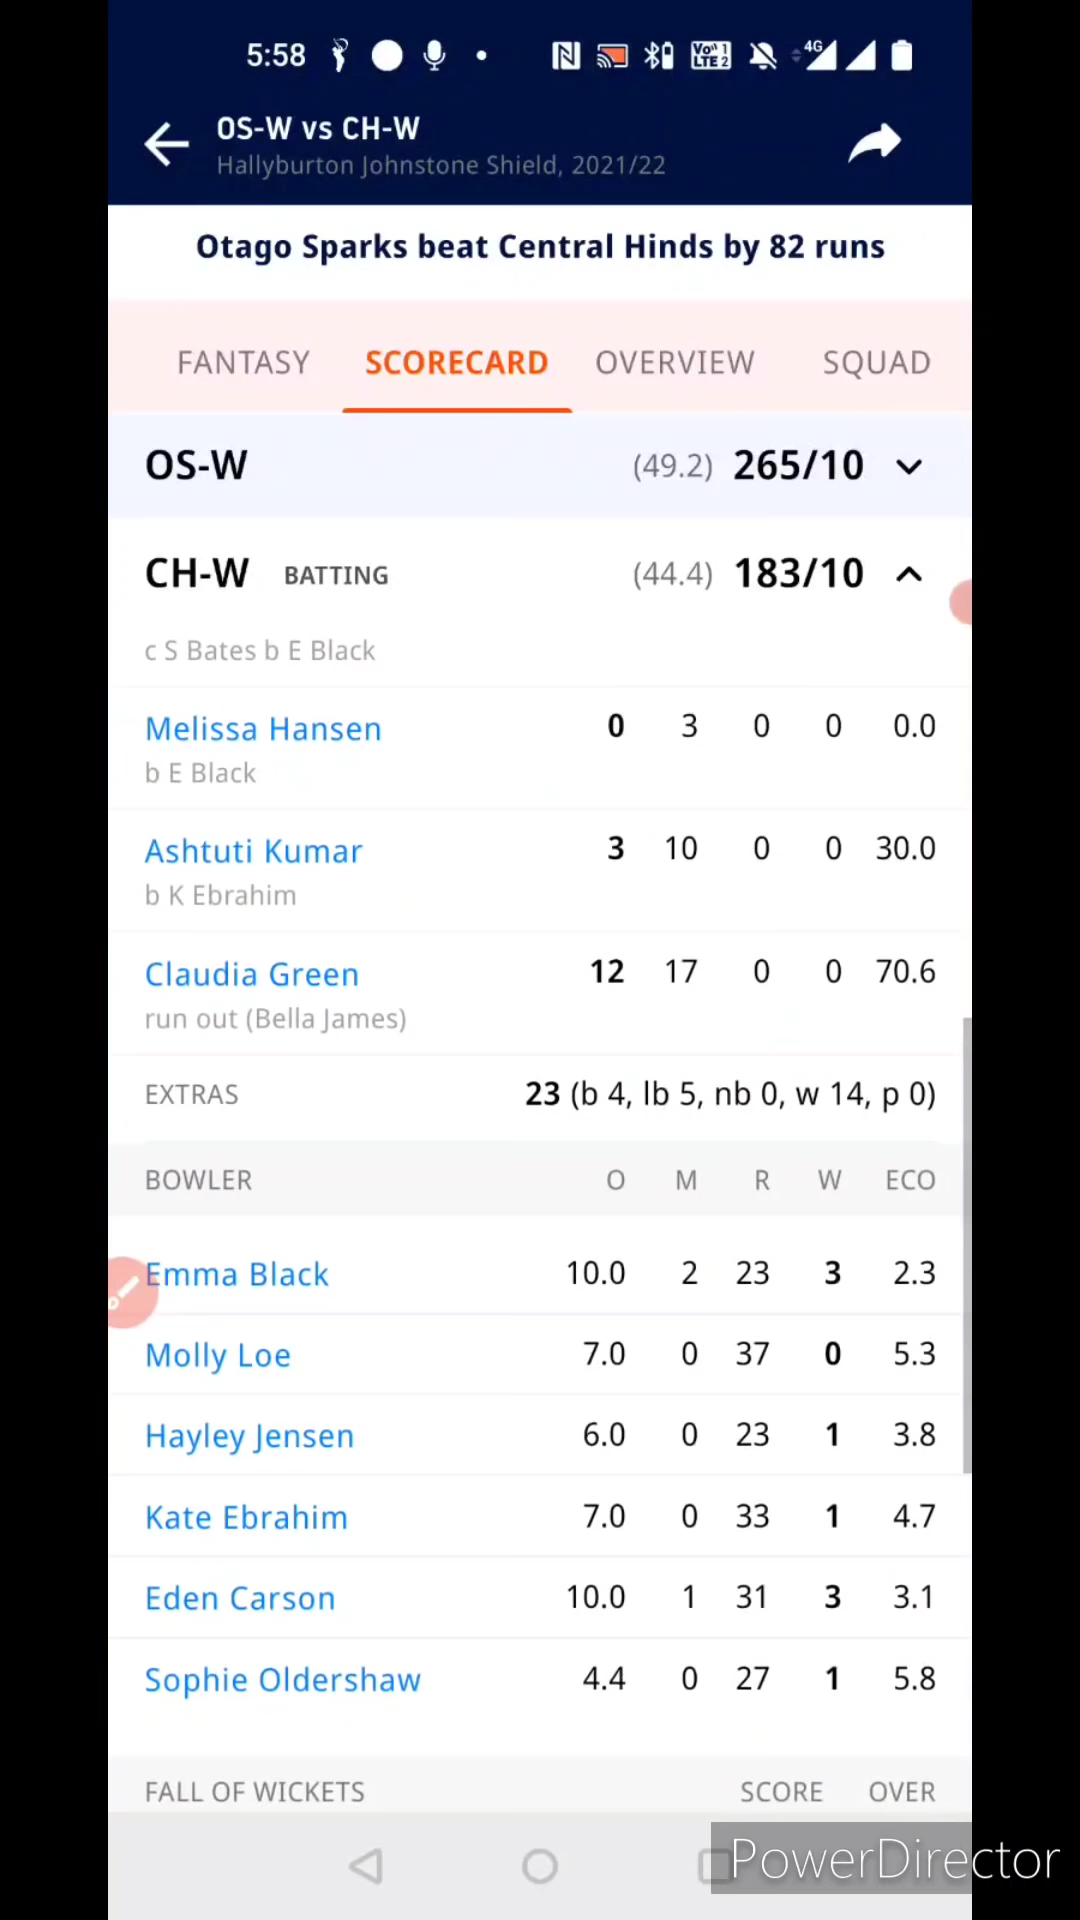 5:58
Vo)) 1
LTE 2
4G
OS-W vs CH-W
Hallyburton Johnstone Shield, 2021/22
Otago Sparks beat Central Hinds by 82 runs
FANTASY SCORECARD OVERVIEW SQUAD
OS-W (49.2) 265/10
CH-W BATTING (44.4) 183/10
c S Bates b E Black
Melissa Hansen 0 3 0 0 0.0
b E Black
Ashtuti Kumar 3 10 0 0 30.0
b K Ebrahim
Claudia Green 12 17 0 0 70.6
run out (Bella James)
EXTRAS 23 (b 4, lb 5, nb 0, w 14, p 0)
BOWLER O M R W ECO
Emma Black 10.0 2 23 3 2.3
Molly Loe 7.0 0 37 0 5.3
Hayley Jensen 6.0 0 23 1 3.8
Kate Ebrahim 7.0 0 33 1 4.7
Eden Carson 10.0 1 31 3 3.1
Sophie Oldershaw 4.4 0 27 1 5.8
FALL OF WICKETS SCORE OVER
PowerDirector